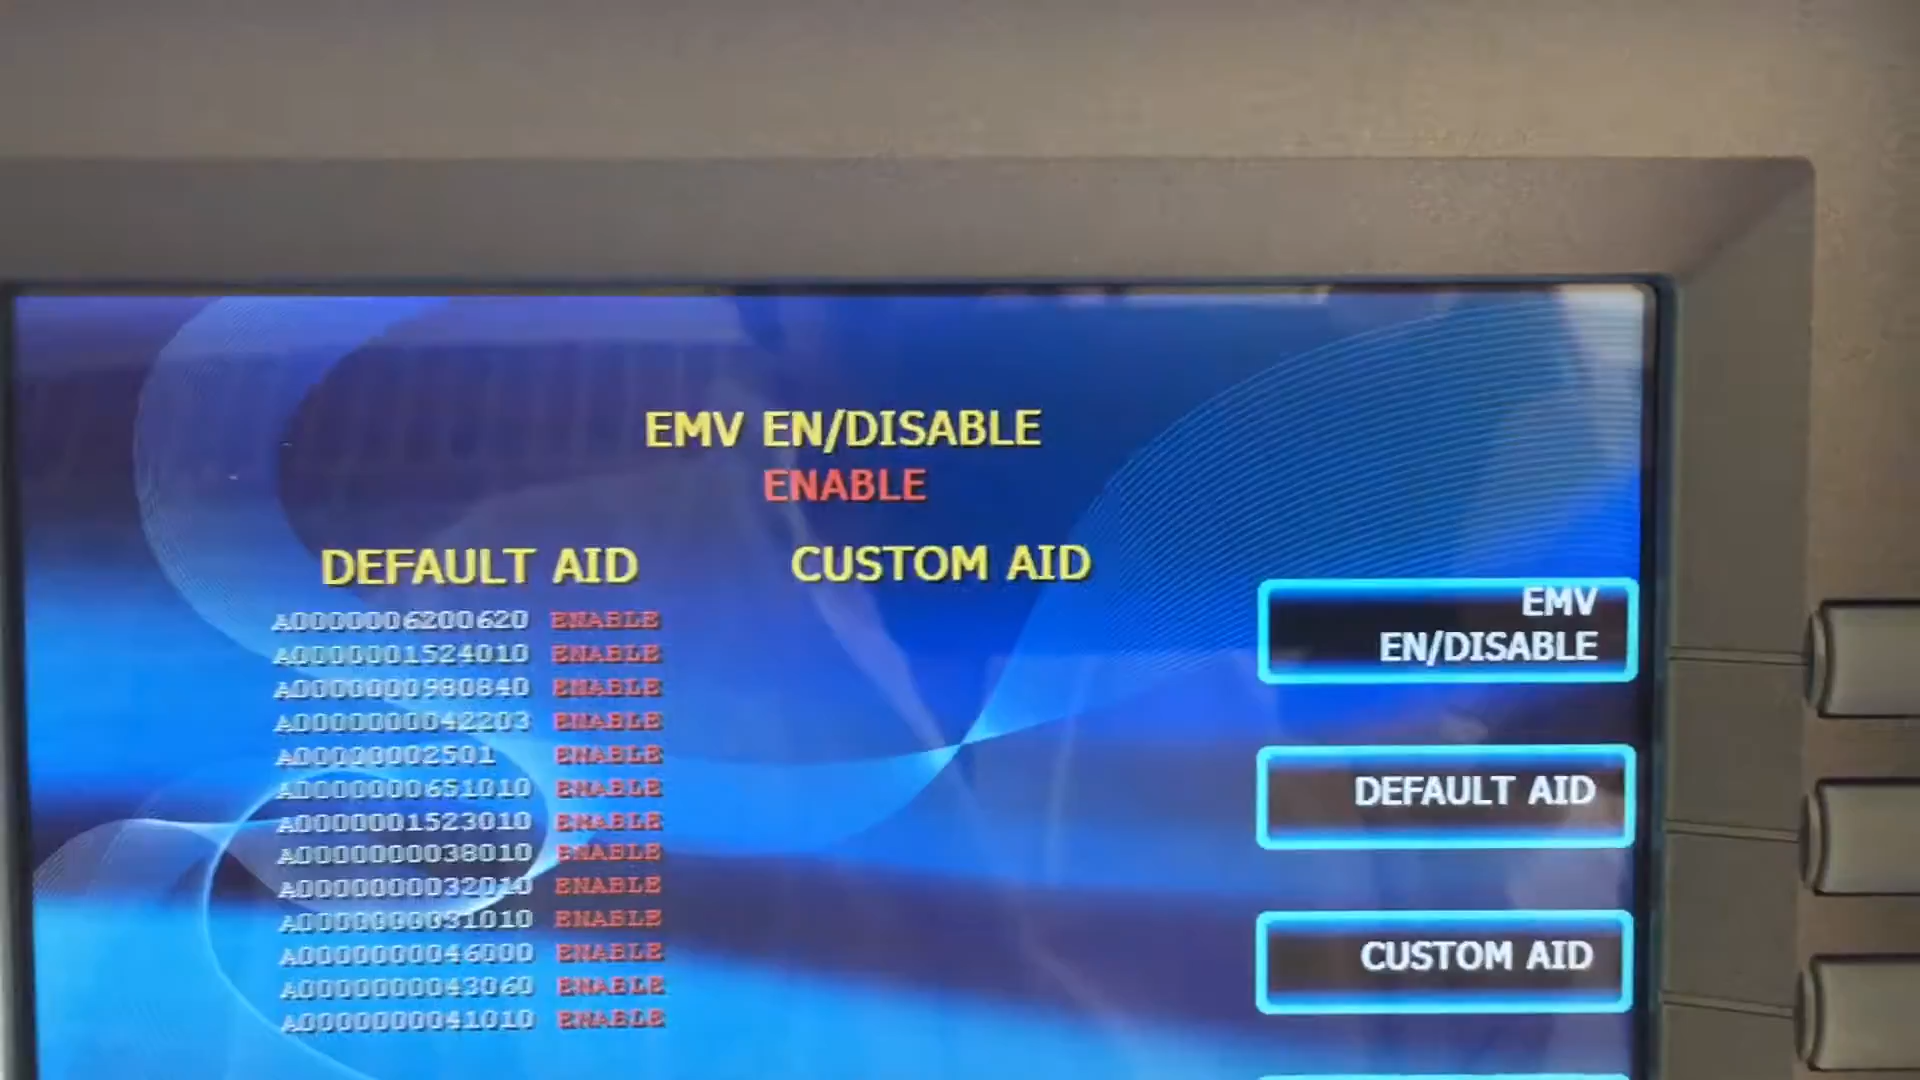 EMV EN/DISABLE
ENABLE
DEFAULT AID
CUSTOM AID
A0000006200620 ENABLE
A0000001524010 ENABLE
A0000000980840 ENABLE
A0000000042203 ENABLE
A00000002501 ENABLE
A0000000651010 ENABLE
A0000001523010 ENABLE
A0000000038010 ENABLE
A0000000032010 ENABLE
A0000000031010 ENABLE
A0000000046000 ENABLE
A0000000043060 ENABLE
A0000000041010 ENABLE
EMV
EN/DISABLE
DEFAULT AID
CUSTOM AID